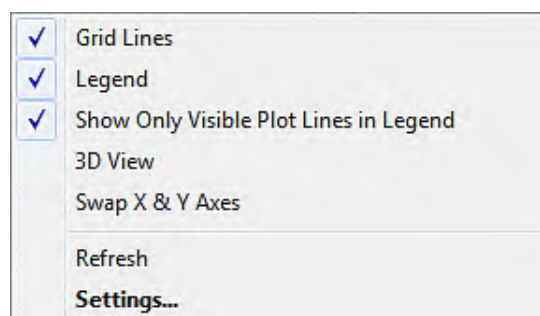 Grid Lines
Legend
Show Only Visible Plot Lines in Legend
3D View
Swap X & Y Axes
Refresh
Settings...